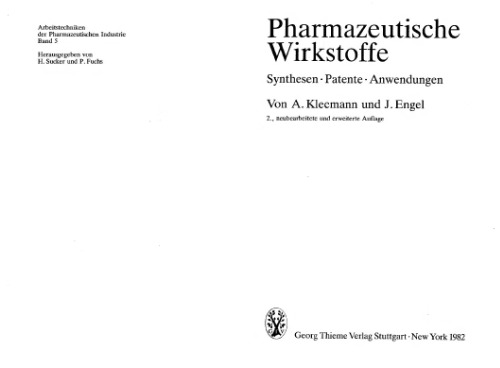 Arbeitstechniken
der Pharmazeutischen Industrie
Band 5
Herausgegeben von
H. Sucker und P. Fuchs
Pharmazeutische
Wirkstoffe
Synthesen · Patente · Anwendungen
Von A. Kleemann und J. Engel
2., neubearbeitete und erweiterte Auflage
Georg Thieme Verlag Stuttgart · New York 1982